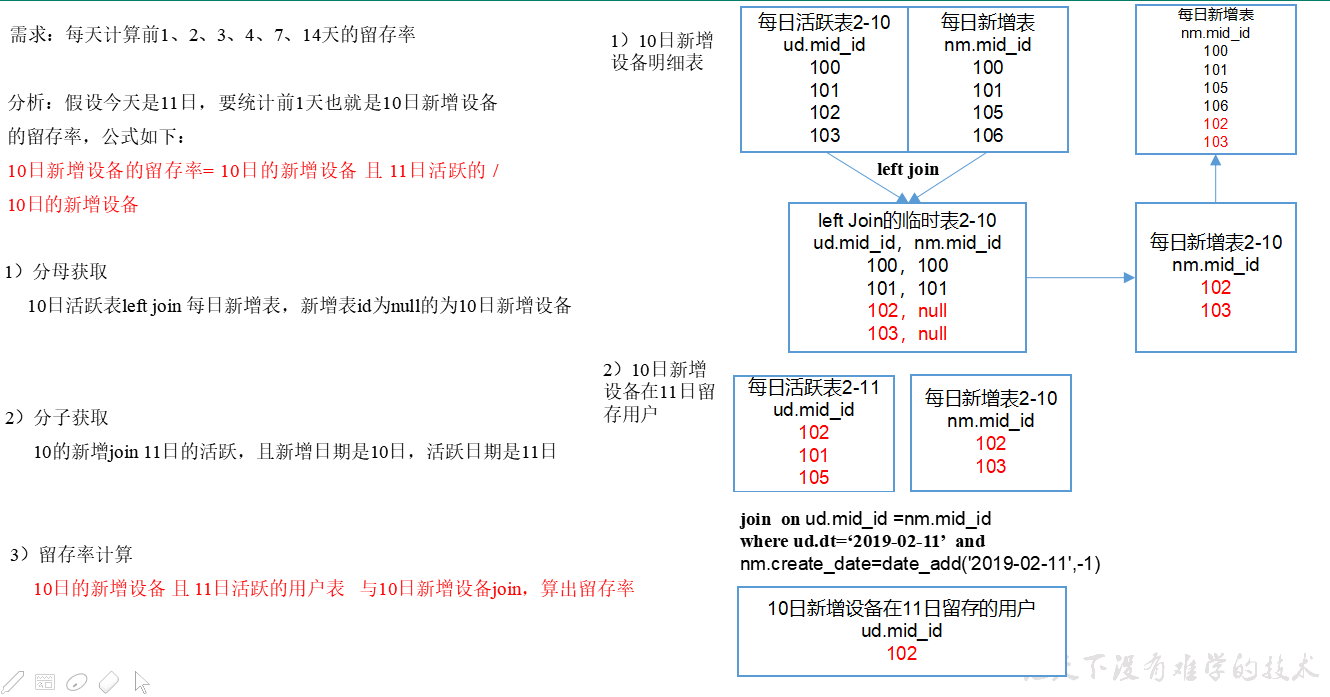 需求：每天计算前1、2、3、4、7、14天的留存率
分析：假设今天是11日，要统计前1天也就是10日新增设备
的留存率，公式如下：
10日新增设备的留存率= 10日的新增设备 且 11日活跃的 /
10日的新增设备
1）分母获取
10日活跃表left join 每日新增表，新增表id为null的为10日新增设备
2）分子获取
10的新增join 11日的活跃，且新增日期是10日，活跃日期是11日
3）留存率计算
10日的新增设备 且 11日活跃的用户表 与10日新增设备join，算出留存率
1）10日新增
设备明细表
每日活跃表2-10
ud.mid_id
100
101
102
103
每日新增表
nm.mid_id
100
101
105
106
left join
left Join的临时表2-10
ud.mid_id，nm.mid_id
100，100
101，101
102，null
103，null
每日新增表2-10
nm.mid_id
102
103
每日新增表
nm.mid_id
100
101
105
106
102
103
2）10日新增
设备在11日留
存用户
每日活跃表2-11
ud.mid_id
102
101
105
每日新增表2-10
nm.mid_id
102
103
join on ud.mid_id =nm.mid_id
where ud.dt=‘2019-02-11’ and
nm.create_date=date_add('2019-02-11',-1)
10日新增设备在11日留存的用户
ud.mid_id
102
天下没有难学的技术